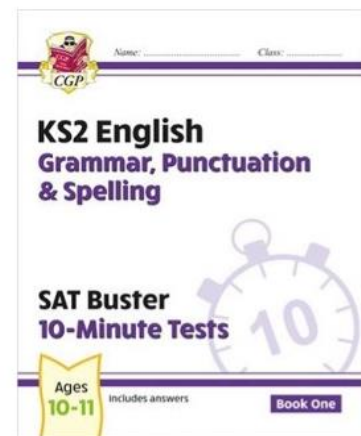 Name: ........................ Class: ..................
CGP
KS2 English
Grammar, Punctuation
& Spelling
10
SAT Buster
10-Minute Tests
Ages
10-11
Includes answers
Book One